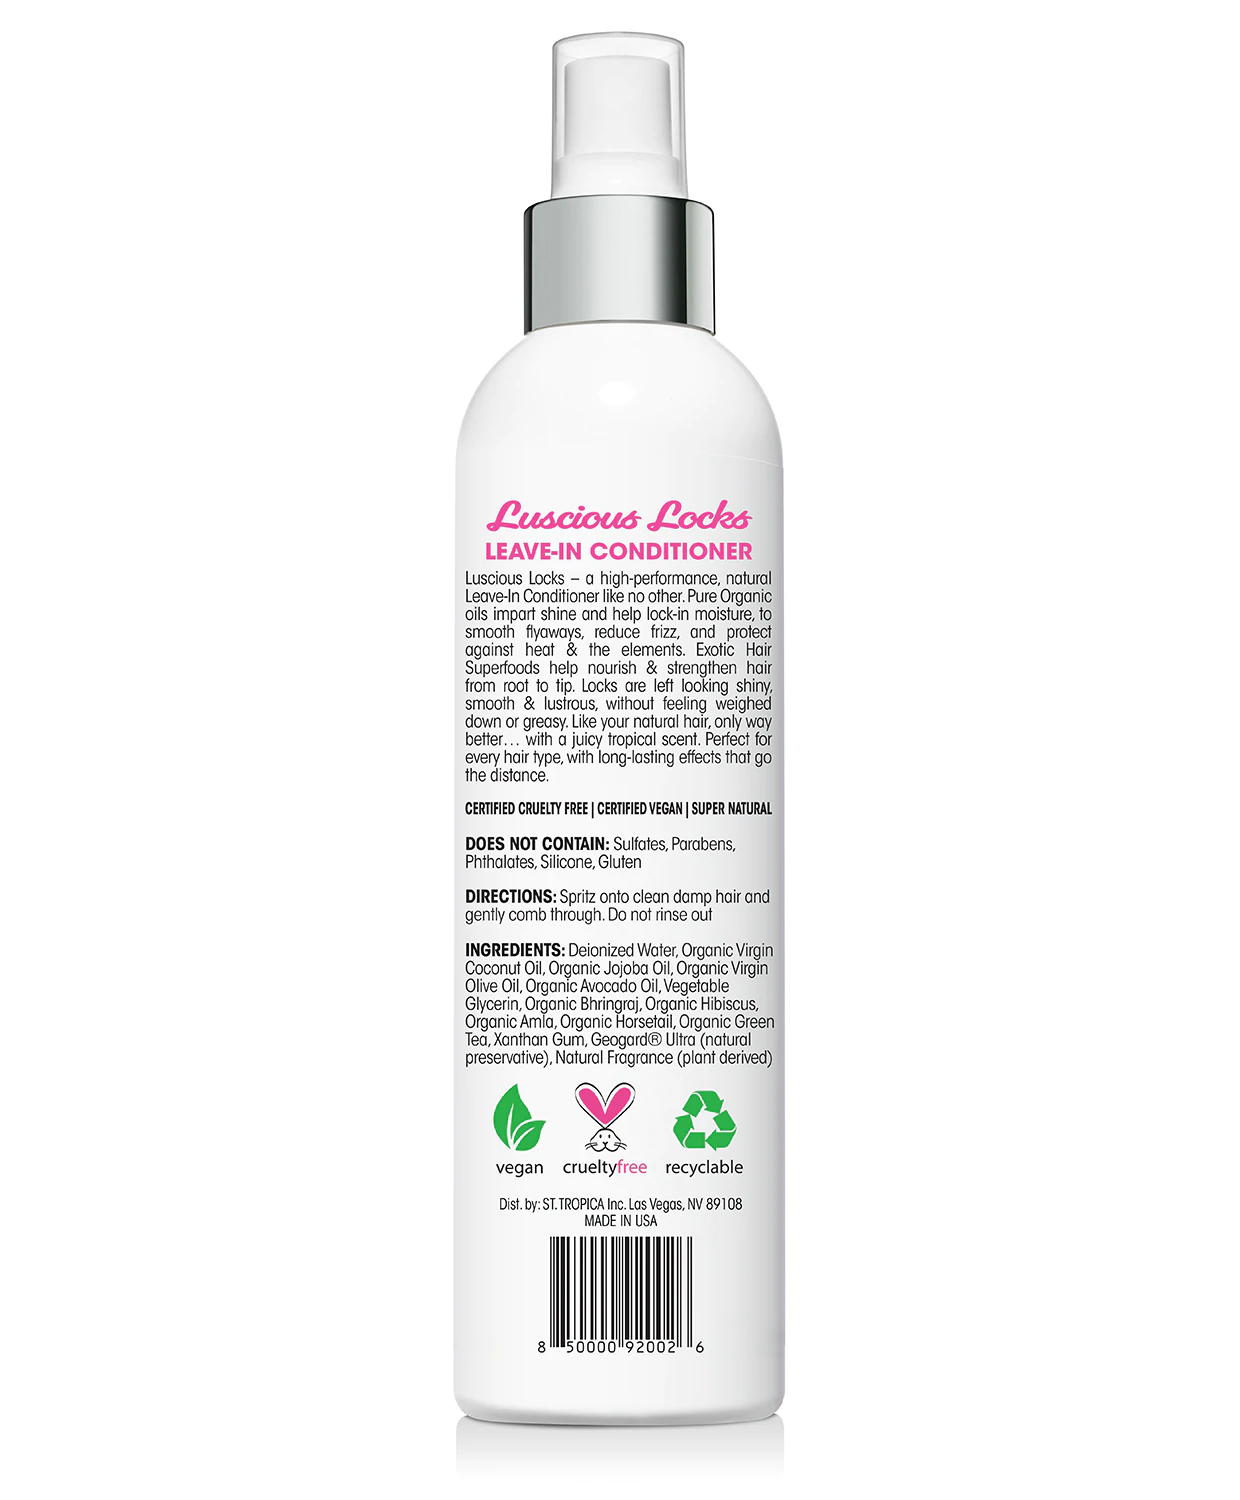 Luscious Locks
LEAVE-IN CONDITIONER
Luscious Locks – a high-performance, natural
Leave-In Conditioner like no other. Pure Organic
oils impart shine and help lock-in moisture, to
smooth flyaways, reduce frizz, and protect
against heat & the elements. Exotic Hair
Superfoods help nourish & strengthen hair
from root to tip. Locks are left looking shiny,
smooth & lustrous, without feeling weighed
down or greasy. Like your natural hair, only way
better... with a juicy tropical scent. Perfect for
every hair type, with long-lasting effects that go
the distance.
CERTIFIED CRUELTY FREE | CERTIFIED VEGAN | SUPER NATURAL
DOES NOT CONTAIN: Sulfates, Parabens,
Phthalates, Silicone, Gluten
DIRECTIONS: Spritz onto clean damp hair and
gently comb through. Do not rinse out
INGREDIENTS: Deionized Water, Organic Virgin
Coconut Oil, Organic Jojoba Oil, Organic Virgin
Olive Oil, Organic Avocado Oil, Vegetable
Glycerin, Organic Bhringraj, Organic Hibiscus,
Organic Amla, Organic Horsetail, Organic Green
Tea, Xanthan Gum, Geogard® Ultra (natural
preservative), Natural Fragrance (plant derived)
vegan crueltyfree recyclable
Dist. by: ST. TROPICA Inc. Las Vegas, NV 89108
MADE IN USA
8 50000 92002 6